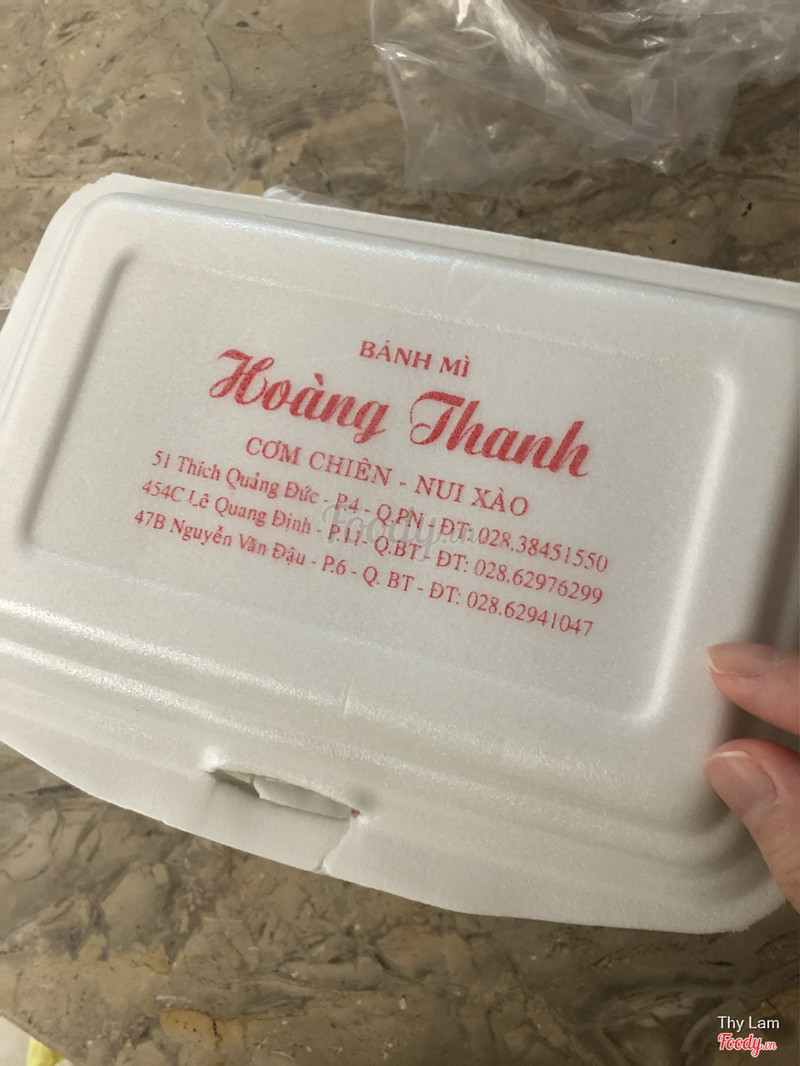 BÁNH MÌ
Hoàng Thanh
CƠM CHIÊN - NUI XÀO
51 Thích Quảng Đức - P.4 - Q.PN - ĐT: 028.38451550
454C Lê Quang Định - P.11 - Q.BT - ĐT: 028.62976299
47B Nguyễn Văn Đậu - P.6 - Q. BT - ĐT: 028.62941047
Foody.vn
Thy Lam
Foody.vn